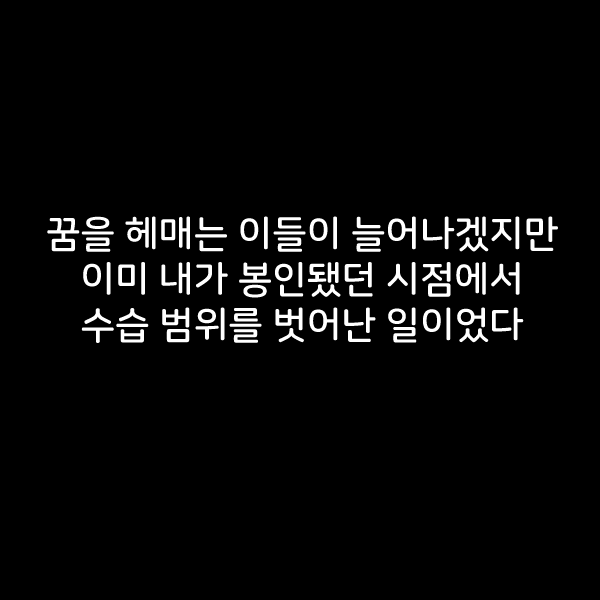 꿈을 헤매는 이들이 늘어나겠지만
이미 내가 봉인됐던 시점에서
수습 범위를 벗어난 일이었다